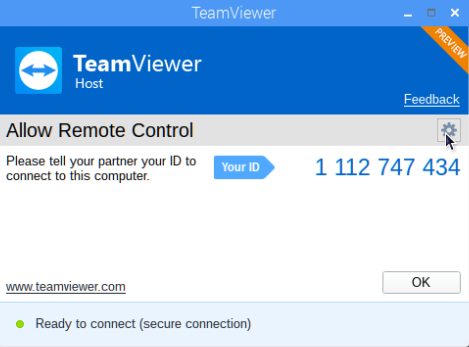 TeamViewer
PREVIEW
TeamViewer
Host
Feedback
Allow Remote Control
Please tell your partner your ID to
connect to this computer.
Your ID
1 112 747 434
www.teamviewer.com
OK
Ready to connect (secure connection)